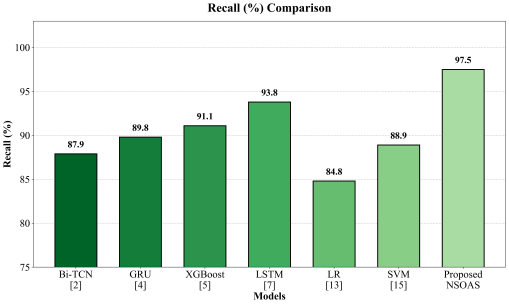 Recall (%) Comparison
Recall (%)
100
95
90
85
80
75
87.9
89.8
91.1
93.8
84.8
88.9
97.5
Bi-TCN
[2]
GRU
[4]
XGBoost
[5]
LSTM
[7]
LR
[13]
SVM
[15]
Proposed
NSOAS
Models